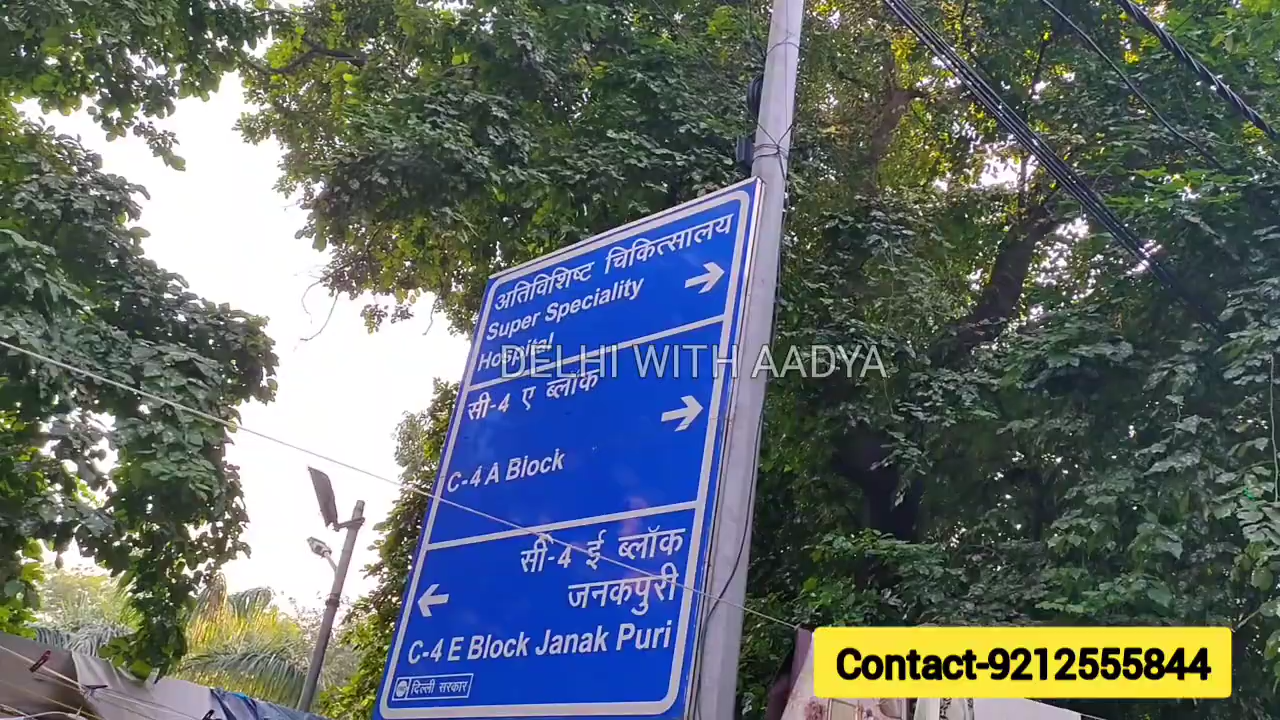 अतिविशिष्ट चिकित्सालय
Super Speciality
Hospital
DELHI WITH AADYA
सी-4 ए ब्लॉक
C-4 A Block
सी-4 ई ब्लॉक
जनकपुरी
C-4 E Block Janak Puri
दिल्ली सरकार
Contact-9212555844